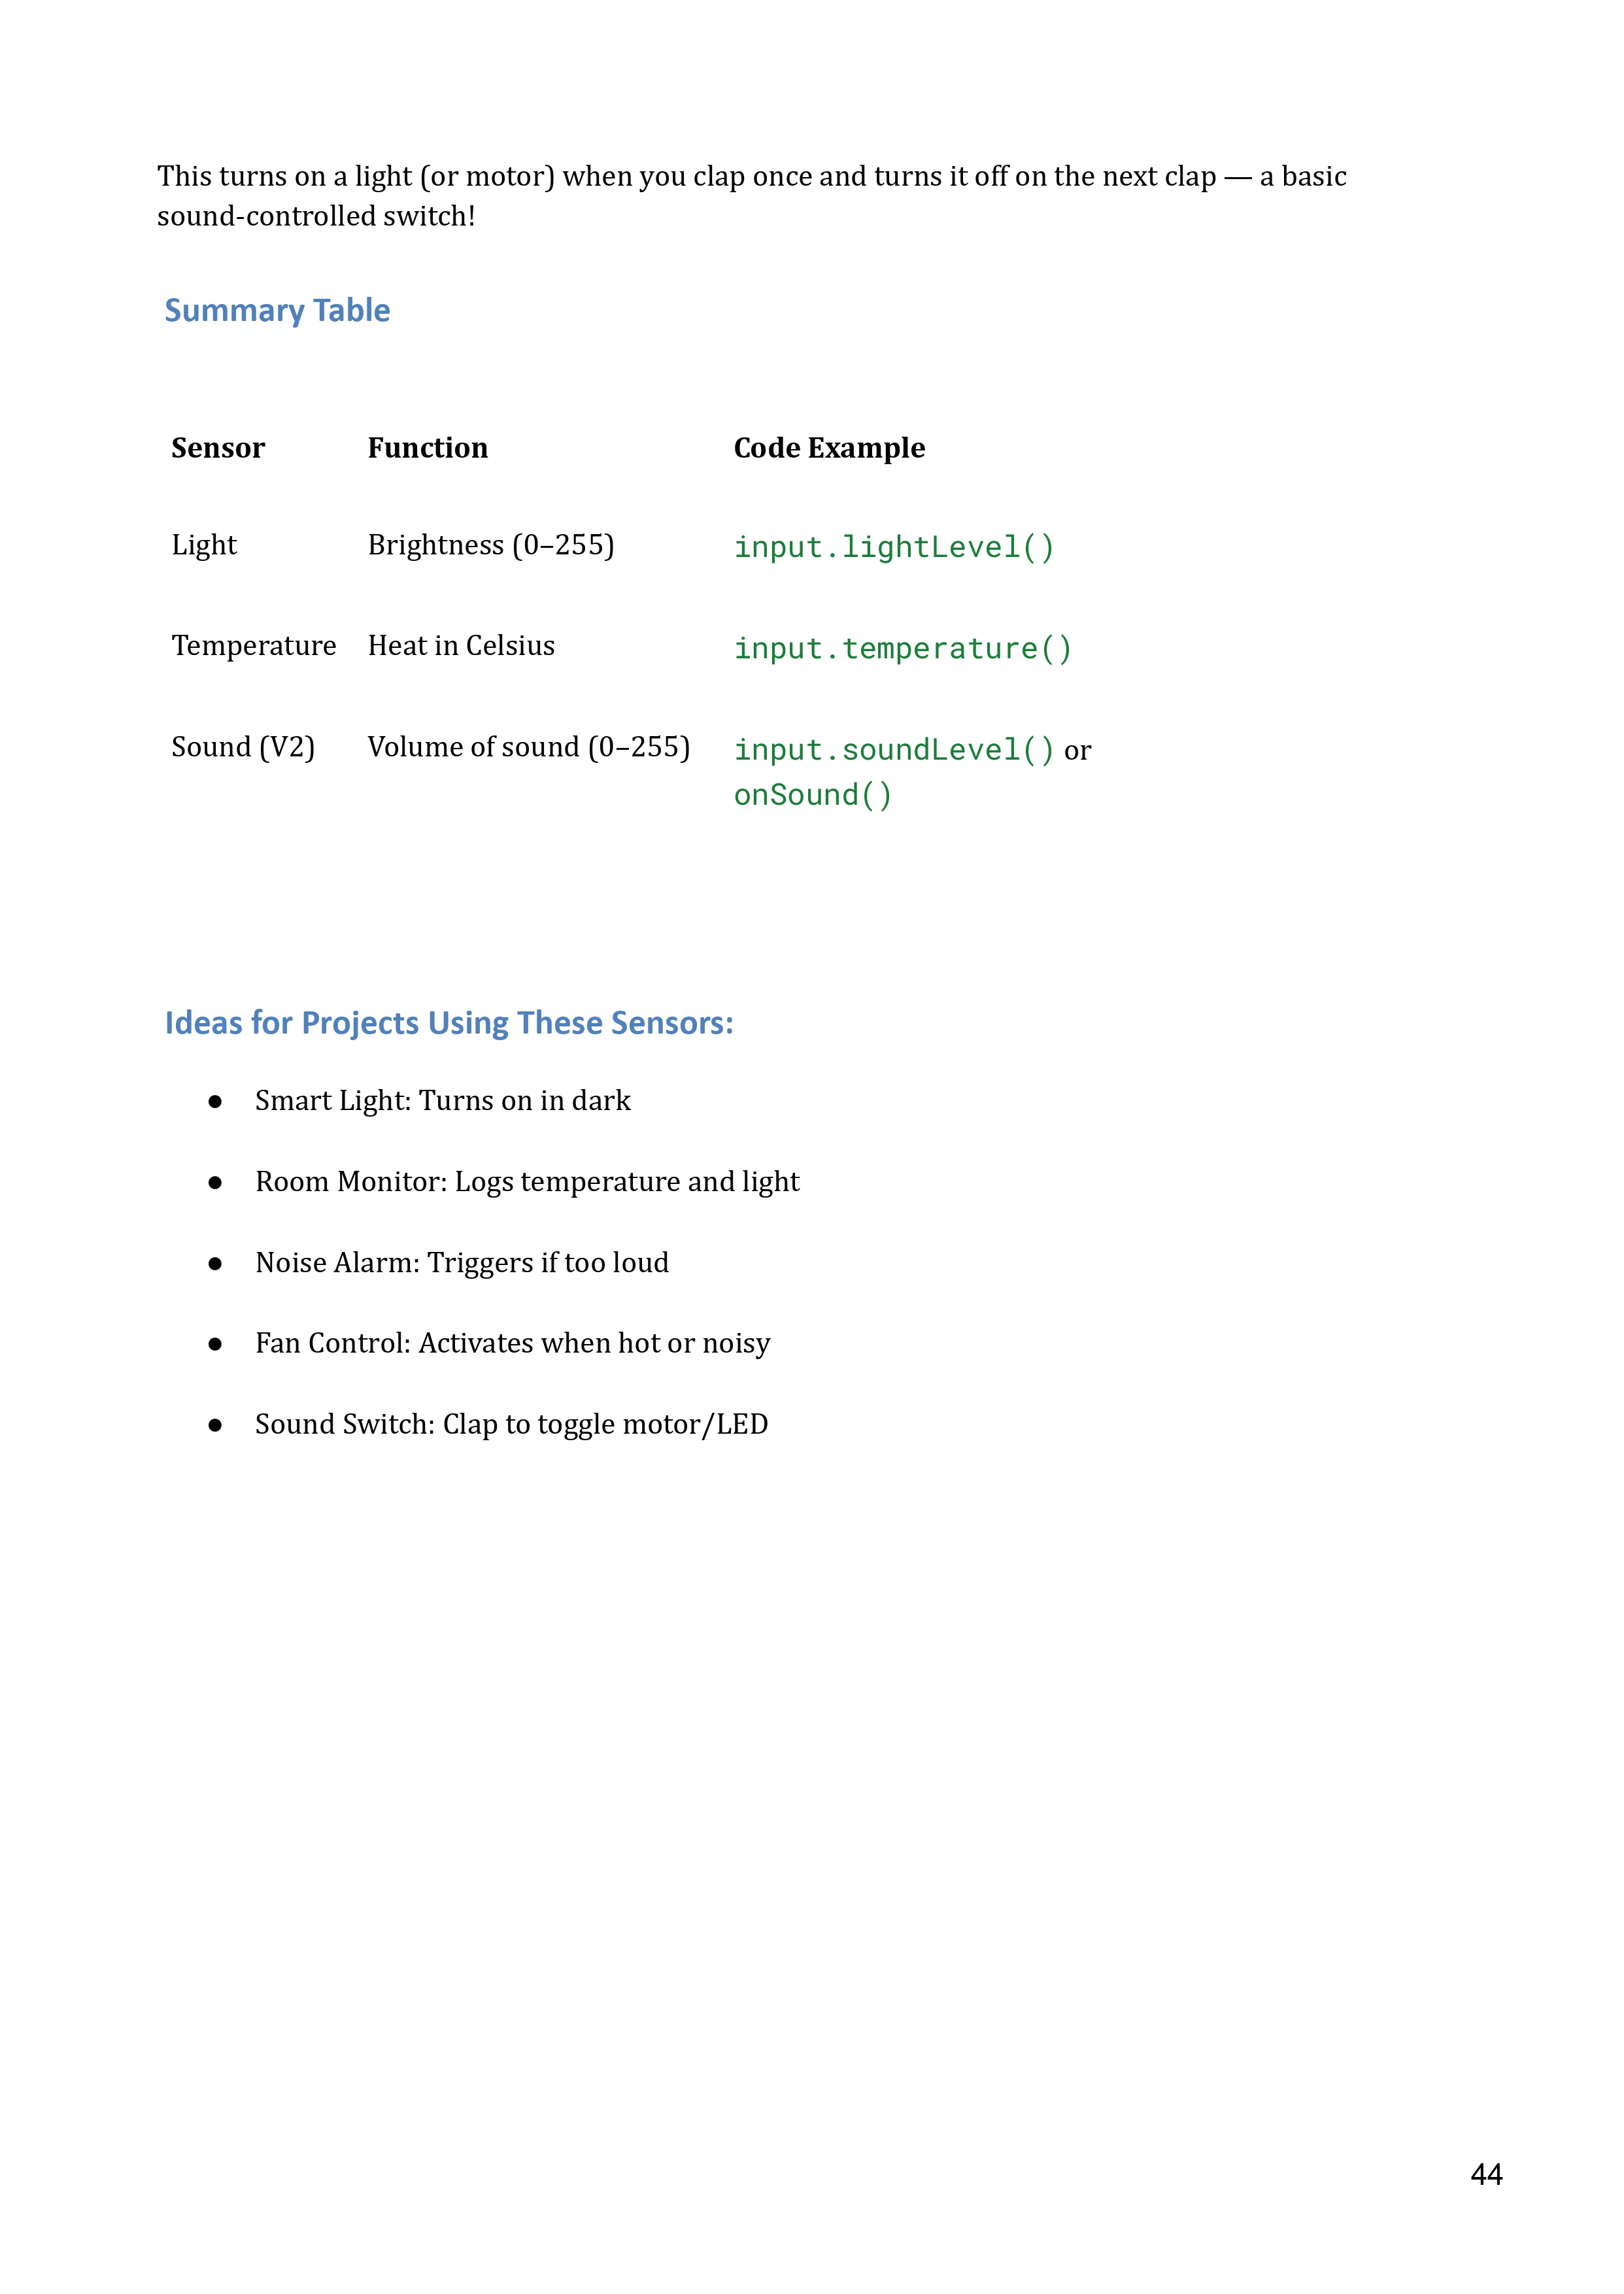 This turns on a light (or motor) when you clap once and turns it off on the next clap — a basic
sound-controlled switch!
Summary Table
Sensor Function Code Example
Light Brightness (0–255) input.lightLevel()
Temperature Heat in Celsius input.temperature()
Sound (V2) Volume of sound (0–255) input.soundLevel() or
onSound()
Ideas for Projects Using These Sensors:
● Smart Light: Turns on in dark
● Room Monitor: Logs temperature and light
● Noise Alarm: Triggers if too loud
● Fan Control: Activates when hot or noisy
● Sound Switch: Clap to toggle motor/LED
44